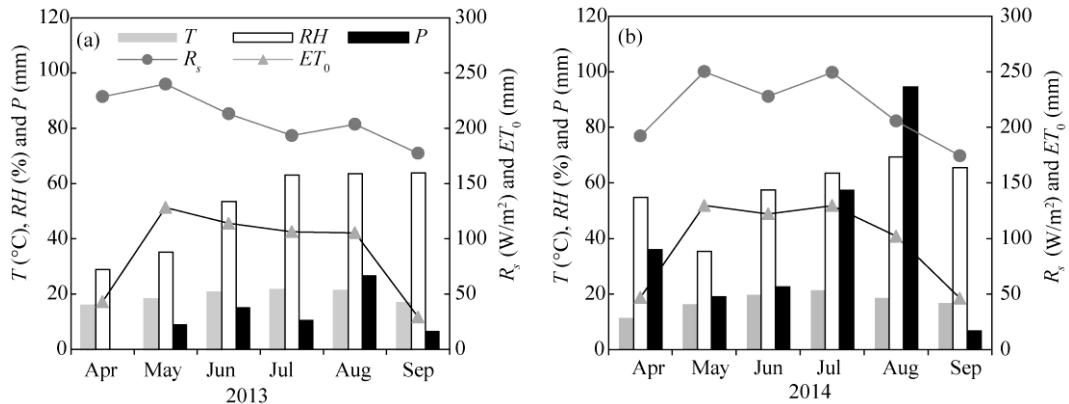 (a)
T
RH
P
Rs
ET0
T (°C), RH (%) and P (mm)
120
100
80
60
40
20
0
300
250
200
150
100
50
0
Rs (W/m²) and ET0 (mm)
Apr May Jun Jul Aug Sep
2013
(b)
T (°C), RH (%) and P (mm)
120
100
80
60
40
20
0
300
250
200
150
100
50
0
Rs (W/m²) and ET0 (mm)
Apr May Jun Jul Aug Sep
2014